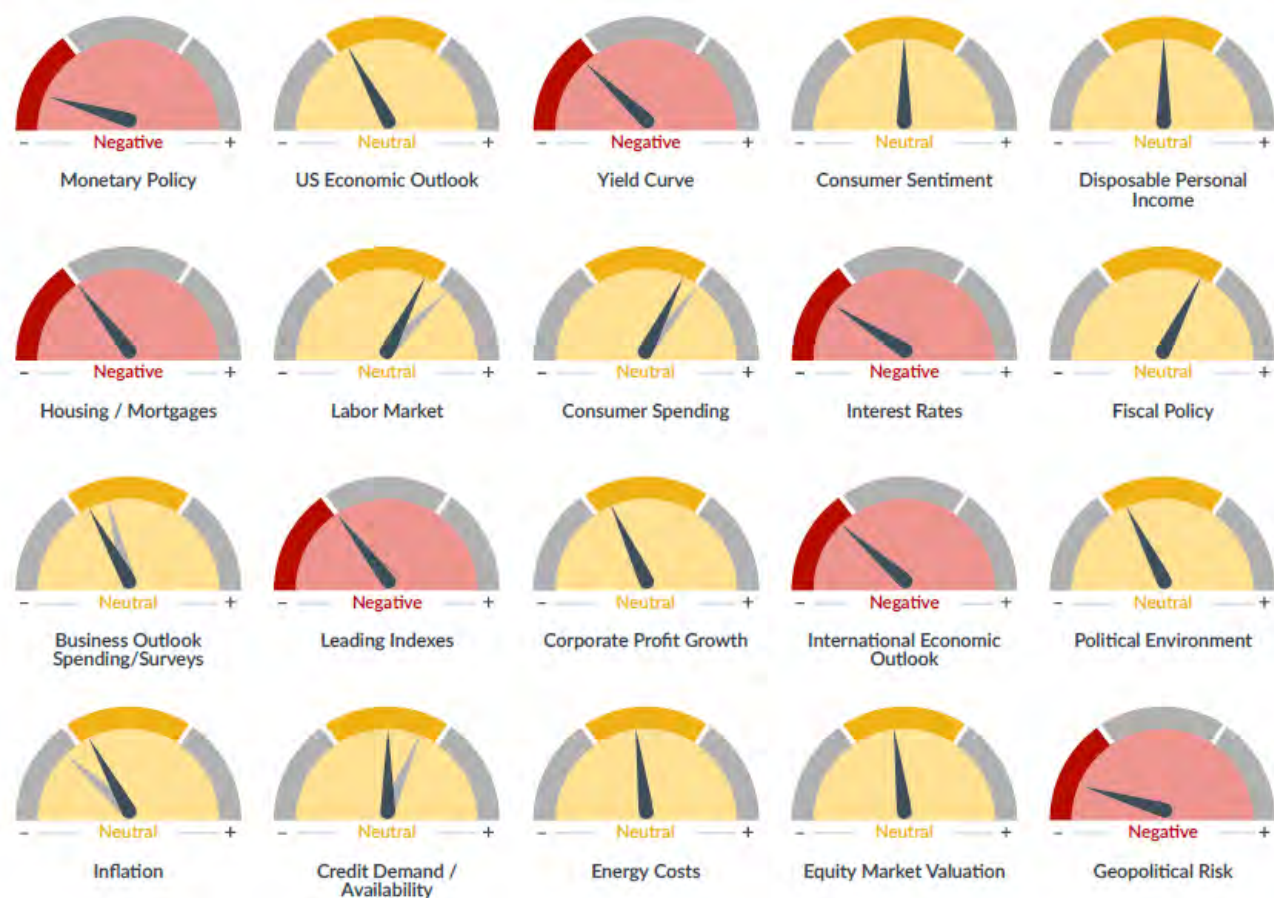 - Negative +
Monetary Policy
- Neutral +
US Economic Outlook
- Negative +
Yield Curve
- Neutral +
Consumer Sentiment
- Neutral +
Disposable Personal
Income
- Negative +
Housing / Mortgages
- Neutral +
Labor Market
- Neutral +
Consumer Spending
- Negative +
Interest Rates
- Neutral +
Fiscal Policy
- Neutral +
Business Outlook
Spending/Surveys
- Negative +
Leading Indexes
- Neutral +
Corporate Profit Growth
- Negative +
International Economic
Outlook
- Neutral +
Political Environment
- Neutral +
Inflation
- Neutral +
Credit Demand /
Availability
- Neutral +
Energy Costs
- Neutral +
Equity Market Valuation
- Negative +
Geopolitical Risk